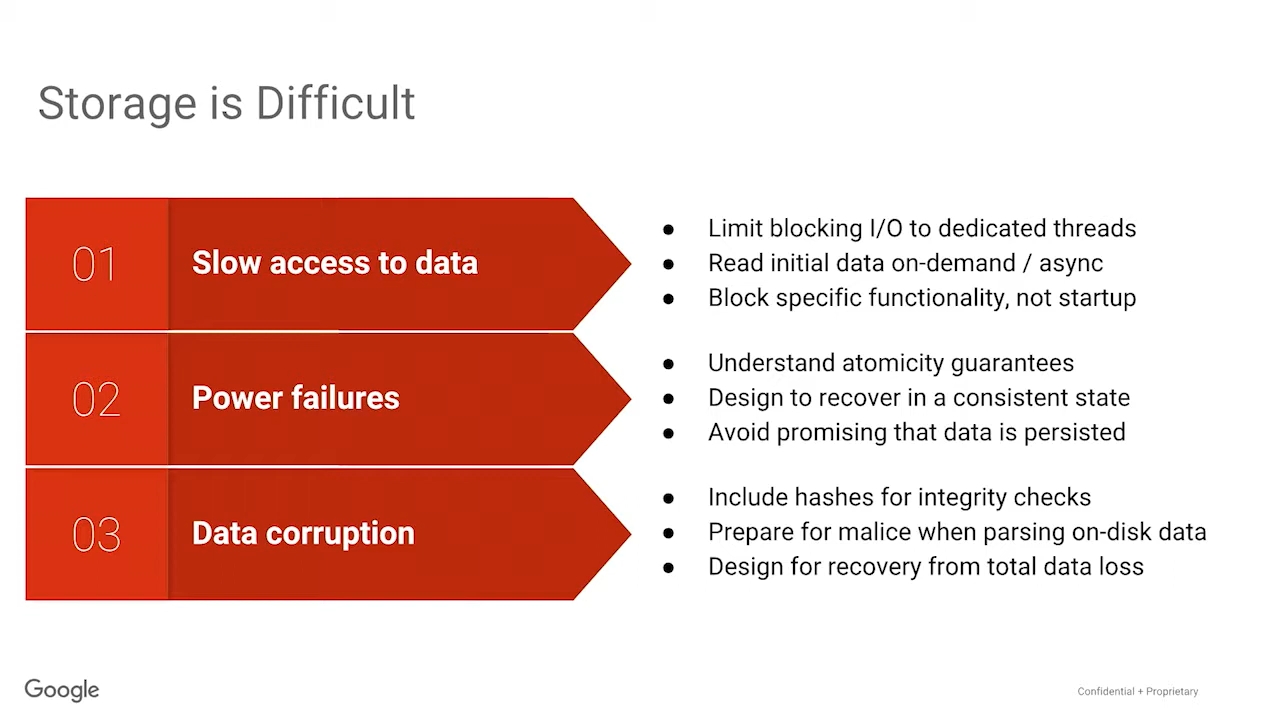 Storage is Difficult
01
Slow access to data
● Limit blocking I/O to dedicated threads
● Read initial data on-demand / async
● Block specific functionality, not startup
02
Power failures
● Understand atomicity guarantees
● Design to recover in a consistent state
● Avoid promising that data is persisted
03
Data corruption
● Include hashes for integrity checks
● Prepare for malice when parsing on-disk data
● Design for recovery from total data loss
Google
Confidential + Proprietary